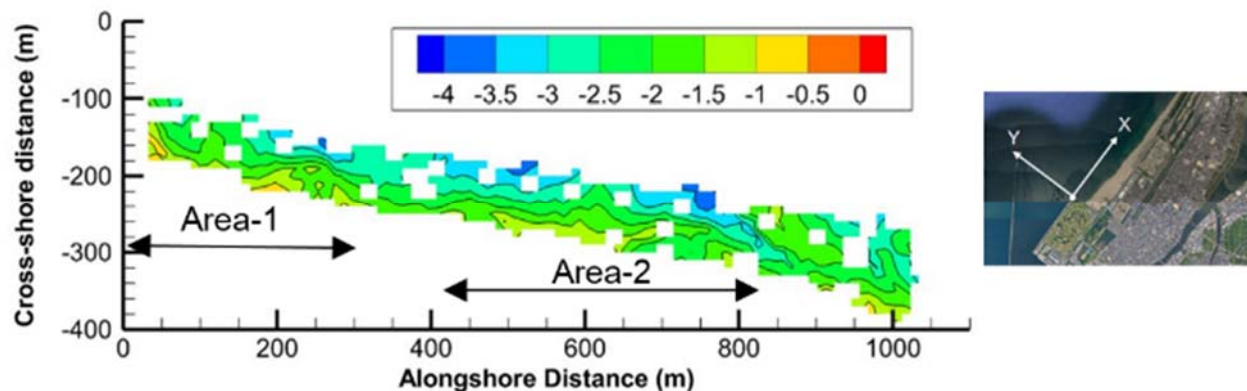 Cross-shore distance (m)
0
-100
-200
-300
-400
-4 -3.5 -3 -2.5 -2 -1.5 -1 -0.5 0
Area-1
Area-2
0 200 400 600 800 1000
Alongshore Distance (m)
Y
X